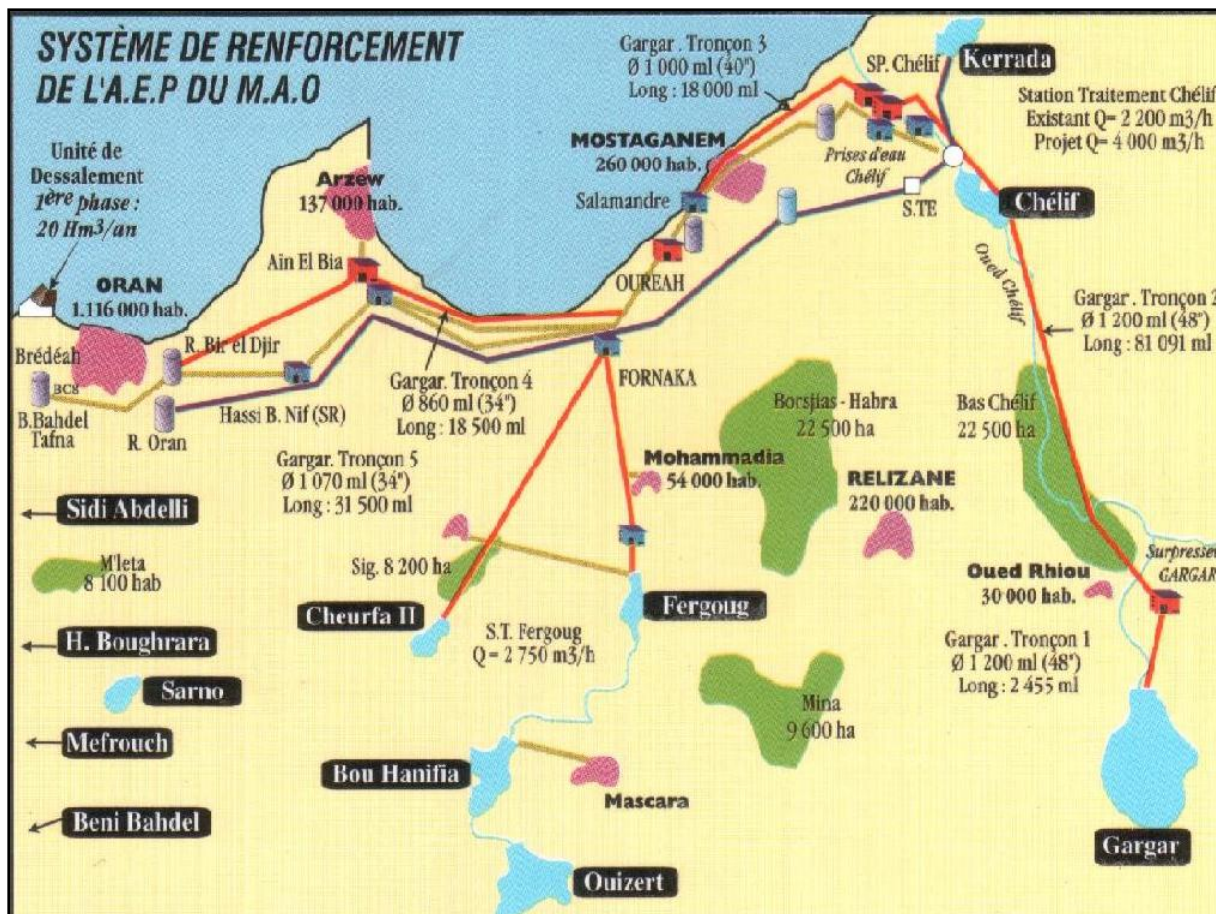 SYSTÈME DE RENFORCEMENT
DE L'A.E.P DU M.A.O
Unité de
Dessalement
1ère phase :
20 Hm3/an
Gargar . Tronçon 3
Ø 1 000 ml (40")
Long : 18 000 ml
SP. Chélif
Kerrada
Station Traitement Chélif
Existant Q= 2 200 m3/h
Projet Q= 4 000 m3/h
MOSTAGANEM
260 000 hab.
Prises d'eau
Chélif
Arzew
137 000 hab.
Salamandre
S.TE
Chélif
Ain El Bia
OUREAH
Oued Chélif
ORAN
1.116 000 hab.
Gargar . Tronçon 2
Ø 1 200 ml (48")
Long : 81 091 ml
Brédéah
R. Bir el Djir
BC8
B.Bahdel
Tafna
R. Oran
Hassi B. Nif (SR)
Gargar. Tronçon 4
Ø 860 ml (34")
Long : 18 500 ml
FORNAKA
Bocsjias - Habra
22 500 ha
Bas Chélif
22 500 ha
Gargar. Tronçon 5
Ø 1 070 ml (34")
Long : 31 500 ml
Mohammadia
54 000 hab.
RELIZANE
220 000 hab.
Sidi Abdelli
M'leta
8 100 hab
Sig. 8 200 ha
Surpresseu
GARGAR
Oued Rhiou
30 000 hab.
Cheurfa II
Fergoug
H. Boughrara
S.T. Fergoug
Q = 2 750 m3/h
Gargar . Tronçon 1
Ø 1 200 ml (48")
Long : 2 455 ml
Sarno
Mina
9 600 ha
Mefrouch
Bou Hanifia
Mascara
Beni Bahdel
Gargar
Ouizert